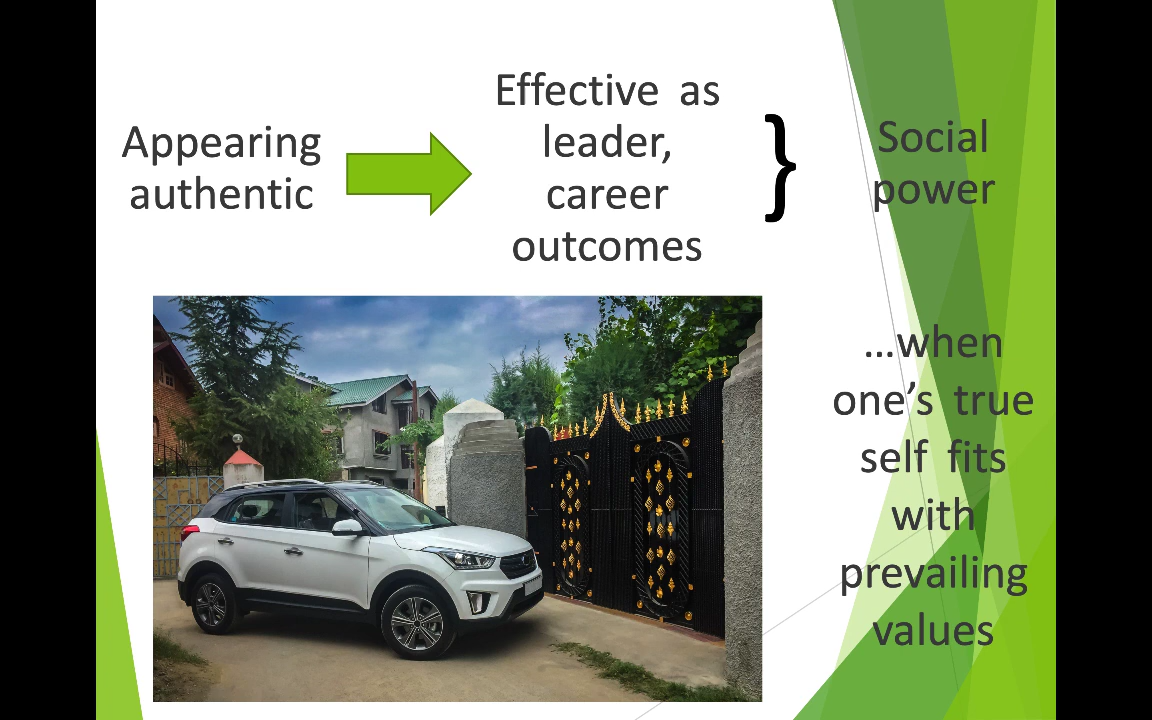 Appearing
authentic
Effective as
leader,
career
outcomes
}
Social
power
...when
one's true
self fits
with
prevailing
values